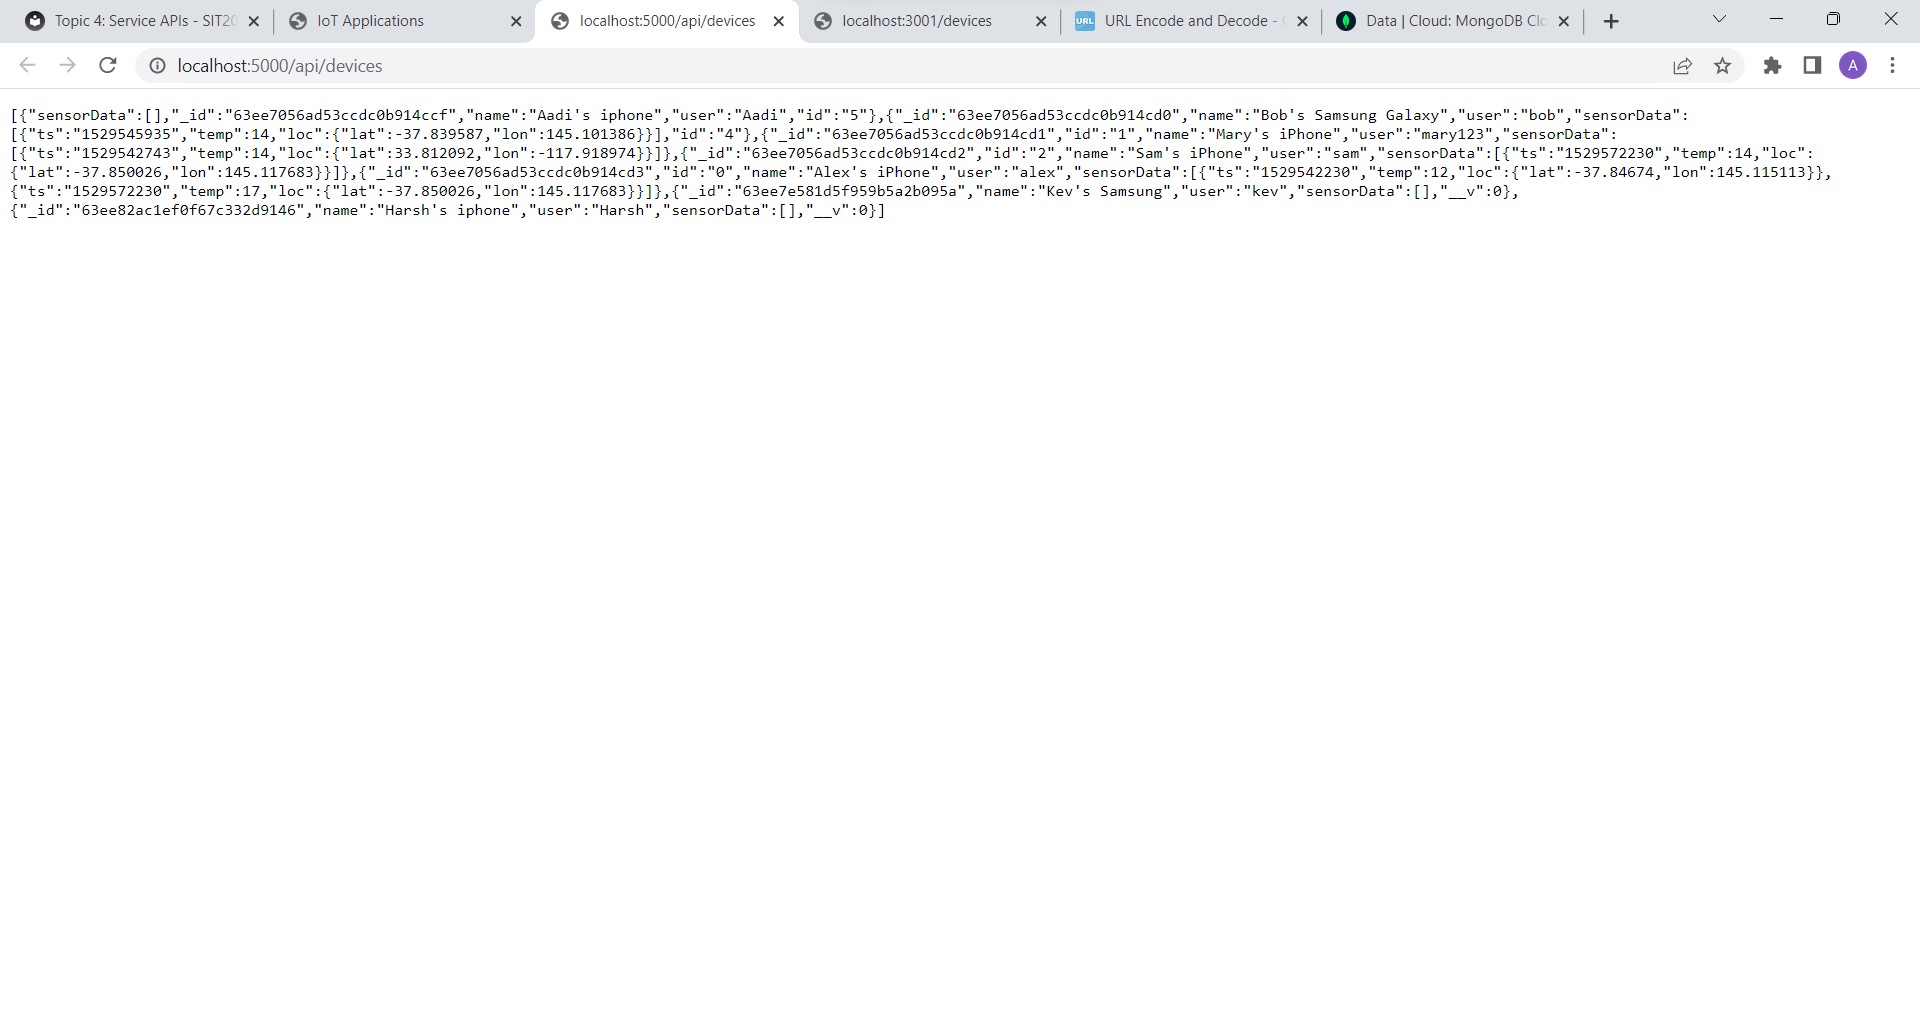 Topic 4: Service APIs - SIT20
IoT Applications
localhost:5000/api/devices
localhost:3001/devices
URL
URL Encode and Decode -
Data | Cloud: MongoDB Clo
localhost:5000/api/devices
A
[{"sensorData":[],"_id":"63ee7056ad53ccdc0b914ccf","name":"Aadi's iphone","user":"Aadi","id":"5"},{"_id":"63ee7056ad53ccdc0b914cd0","name":"Bob's Samsung Galaxy","user":"bob","sensorData":
[{"ts":"1529545935","temp":14,"loc":{"lat":-37.839587,"lon":145.101386}}],"id":"4"},{"_id":"63ee7056ad53ccdc0b914cd1","id":"1","name":"Mary's iPhone","user":"mary123","sensorData":
[{"ts":"1529542743","temp":14,"loc":{"lat":33.812092,"lon":-117.918974}}]},{"_id":"63ee7056ad53ccdc0b914cd2","id":"2","name":"Sam's iPhone","user":"sam","sensorData":[{"ts":"1529572230","temp":14,"loc":
{"lat":-37.850026,"lon":145.117683}}]},{"_id":"63ee7056ad53ccdc0b914cd3","id":"0","name":"Alex's iPhone","user":"alex","sensorData":[{"ts":"1529542230","temp":12,"loc":{"lat":-37.84674,"lon":145.115113}},
{"ts":"1529572230","temp":17,"loc":{"lat":-37.850026,"lon":145.117683}}]},{"_id":"63ee7e581d5f959b5a2b095a","name":"Kev's Samsung","user":"kev","sensorData":[],"__v":0},
{"_id":"63ee82ac1ef0f67c332d9146","name":"Harsh's iphone","user":"Harsh","sensorData":[],"__v":0}]